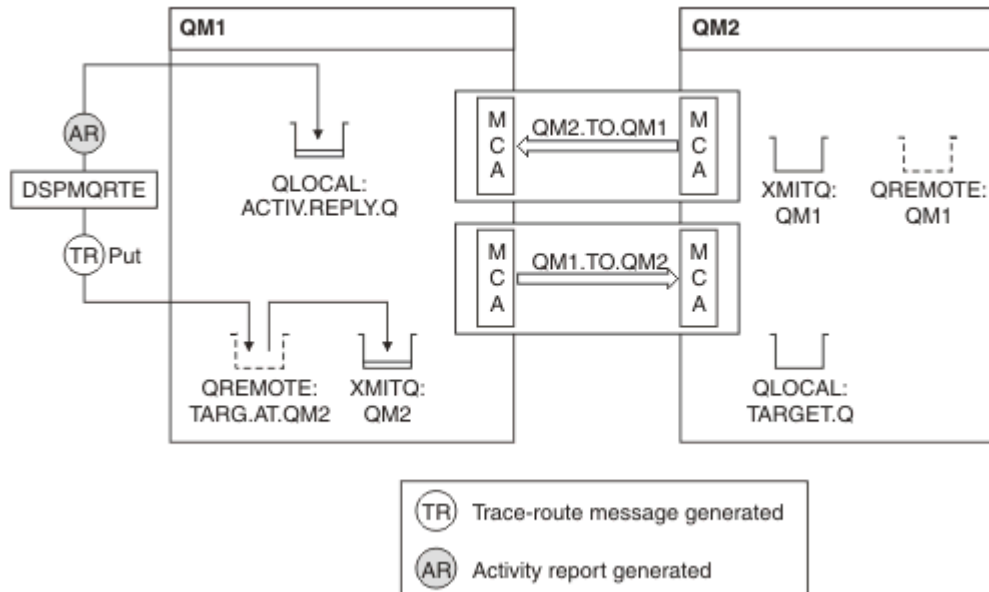 QM1
QM2
AR
DSPMQRTE
TR Put
QLOCAL:
ACTIV.REPLY.Q
M
C
A
QM2.TO.QM1
M
C
A
XMITQ:
QM1
QREMOTE:
QM1
M
C
A
QM1.TO.QM2
M
C
A
QREMOTE:
TARG.AT.QM2
XMITQ:
QM2
QLOCAL:
TARGET.Q
TR Trace-route message generated
AR Activity report generated